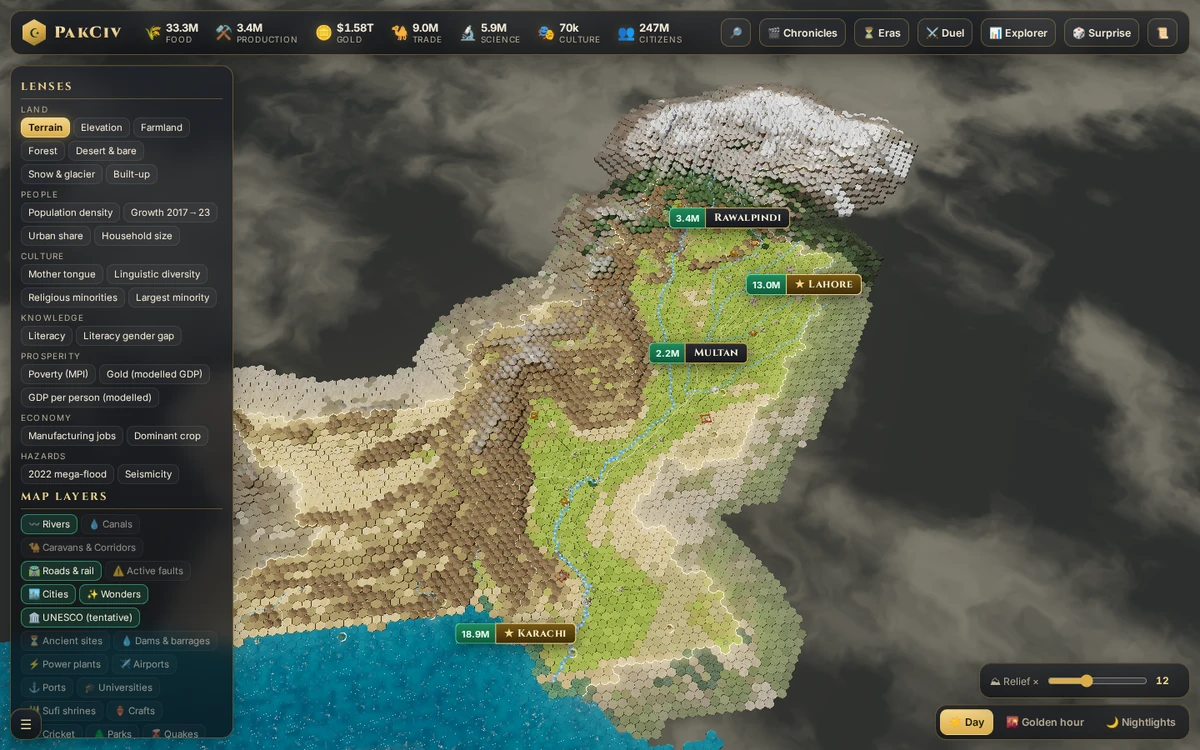 PAKCIV
33.3M FOOD
3.4M PRODUCTION
$1.58T GOLD
9.0M TRADE
5.9M SCIENCE
70k CULTURE
247M CITIZENS
Chronicles
Eras
Duel
Explorer
Surprise
LENSES
LAND
Terrain Elevation Farmland
Forest Desert & bare
Snow & glacier Built-up
PEOPLE
Population density Growth 2017→23
Urban share Household size
CULTURE
Mother tongue Linguistic diversity
Religious minorities Largest minority
KNOWLEDGE
Literacy Literacy gender gap
PROSPERITY
Poverty (MPI) Gold (modelled GDP)
GDP per person (modelled)
ECONOMY
Manufacturing jobs Dominant crop
HAZARDS
2022 mega-flood Seismicity
MAP LAYERS
Rivers Canals
Caravans & Corridors
Roads & rail Active faults
Cities Wonders
UNESCO (tentative)
Ancient sites Dams & barrages
Power plants Airports
Ports Universities
Sufi shrines Crafts
Cricket Parks Quakes
3.4M RAWALPINDI
13.0M ★ LAHORE
2.2M MULTAN
18.9M ★ KARACHI
Relief × 12
Day Golden hour Nightlights